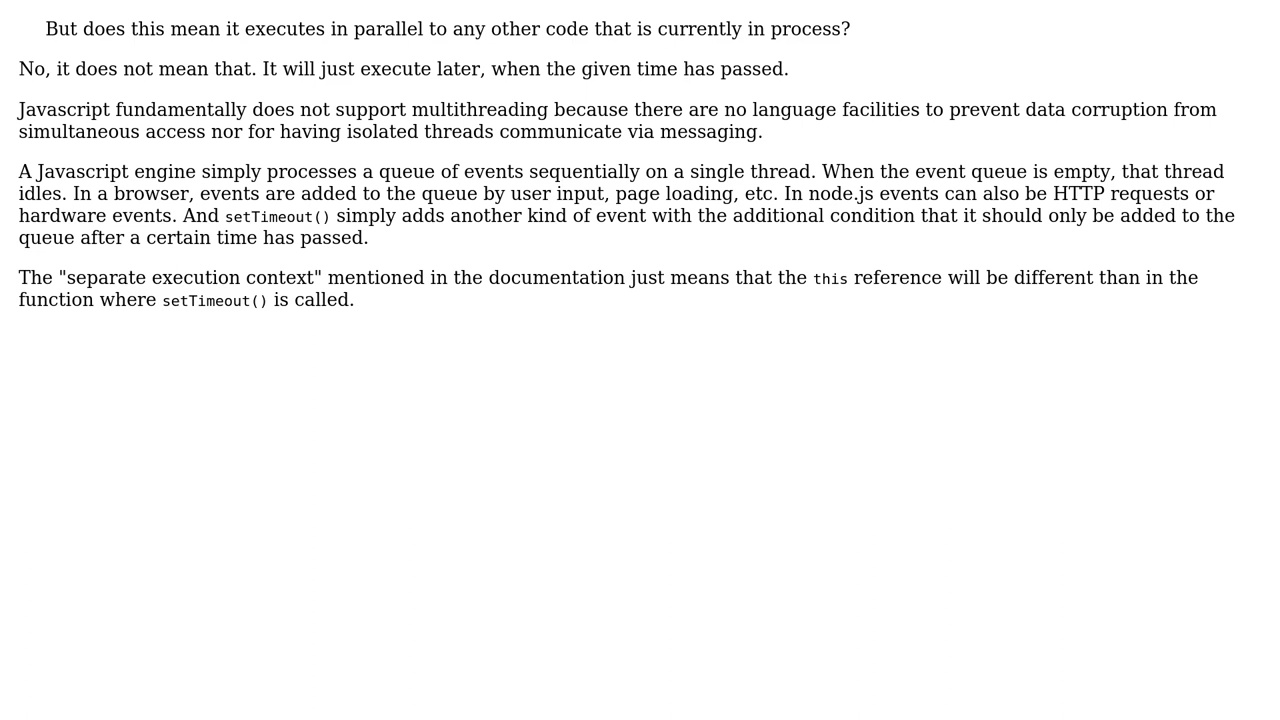 But does this mean it executes in parallel to any other code that is currently in process?
No, it does not mean that. It will just execute later, when the given time has passed.
Javascript fundamentally does not support multithreading because there are no language facilities to prevent data corruption from
simultaneous access nor for having isolated threads communicate via messaging.
A Javascript engine simply processes a queue of events sequentially on a single thread. When the event queue is empty, that thread
idles. In a browser, events are added to the queue by user input, page loading, etc. In node.js events can also be HTTP requests or
hardware events. And setTimeout() simply adds another kind of event with the additional condition that it should only be added to the
queue after a certain time has passed.
The "separate execution context" mentioned in the documentation just means that the this reference will be different than in the
function where setTimeout() is called.